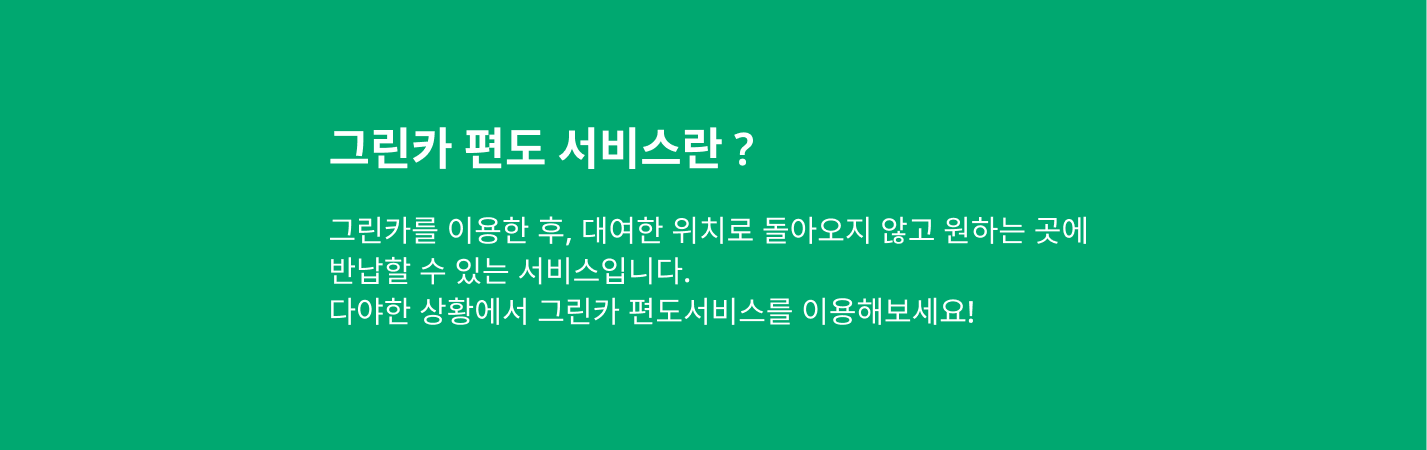 그린카 편도 서비스란 ?
그린카를 이용한 후, 대여한 위치로 돌아오지 않고 원하는 곳에
반납할 수 있는 서비스입니다.
다야한 상황에서 그린카 편도서비스를 이용해보세요!